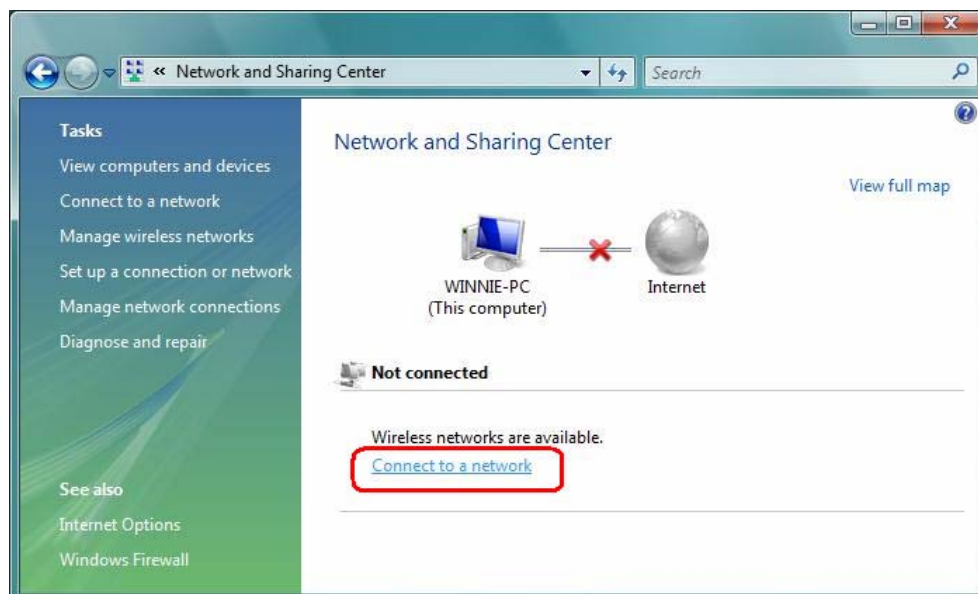 « Network and Sharing Center
Search
Tasks
View computers and devices
Connect to a network
Manage wireless networks
Set up a connection or network
Manage network connections
Diagnose and repair
See also
Internet Options
Windows Firewall
Network and Sharing Center
View full map
WINNIE-PC
(This computer)
Internet
Not connected
Wireless networks are available.
Connect to a network